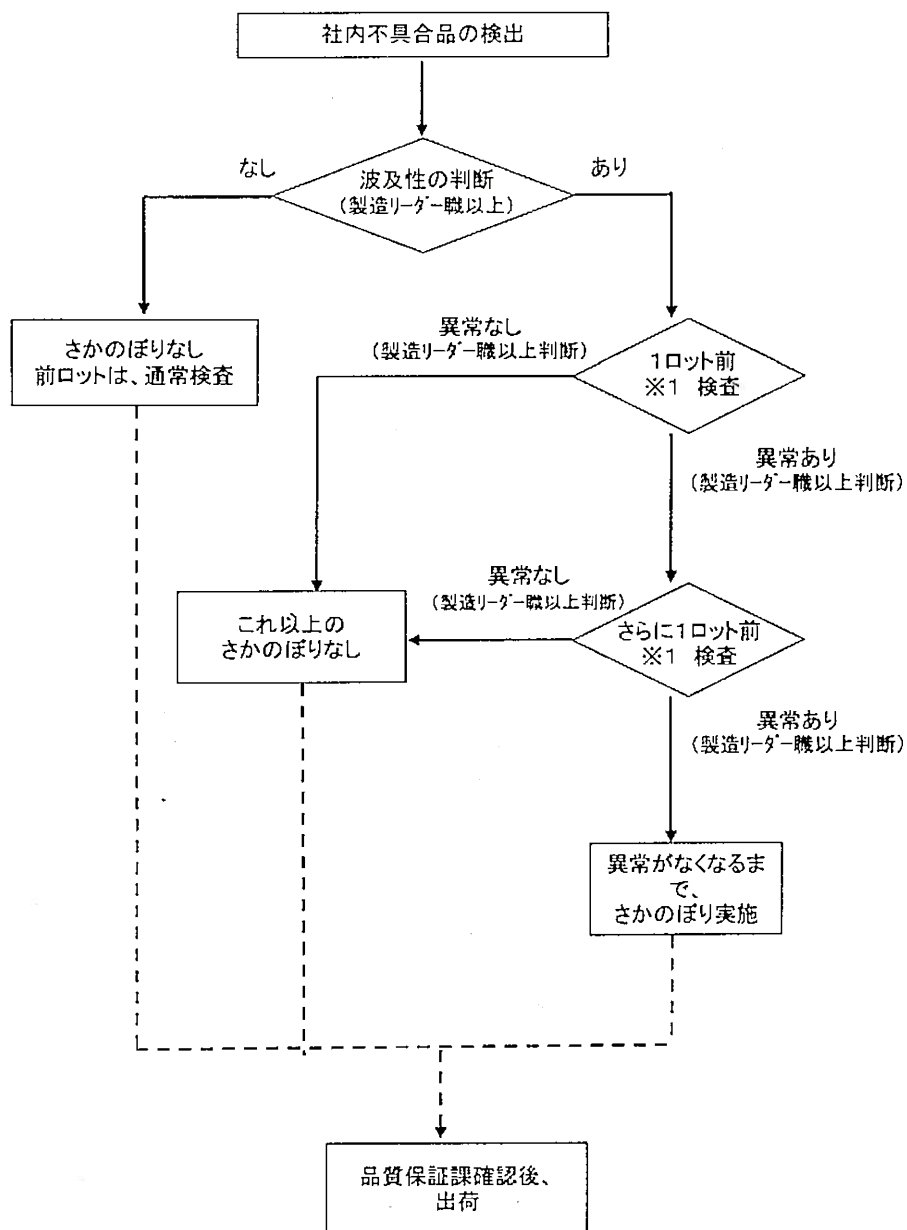 社内不具合品の検出
なし
あり
波及性の判断
(製造リーダー職以上)
さかのぼりなし
前ロットは、通常検査
異常なし
(製造リーダー職以上判断)
1ロット前
※1 検査
異常あり
(製造リーダー職以上判断)
異常なし
(製造リーダー職以上判断)
これ以上の
さかのぼりなし
さらに1ロット前
※1 検査
異常あり
(製造リーダー職以上判断)
異常がなくなるま
で、
さかのぼり実施
品質保証課確認後、
出荷